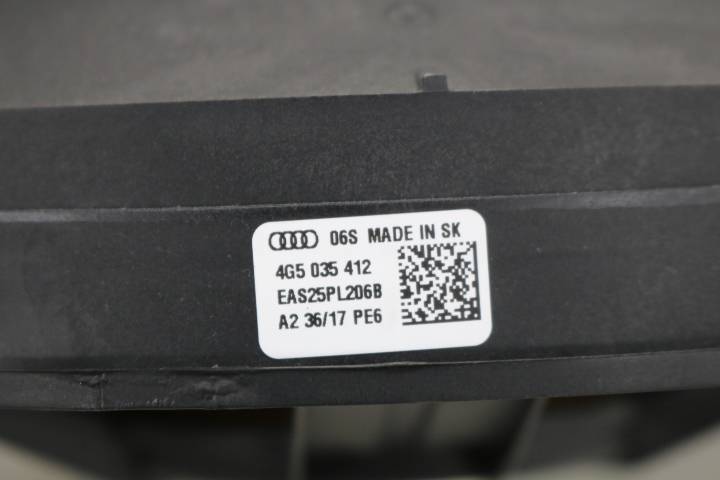 06S MADE IN SK
4G5 035 412
EAS25PL206B
A2 36/17 PE6